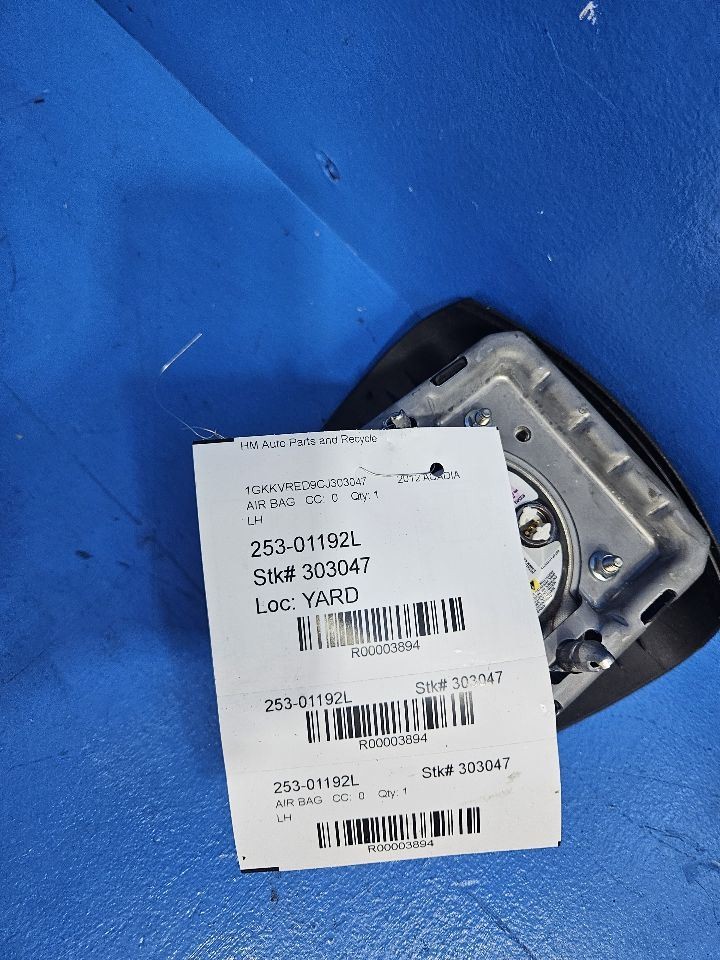 HM Auto Parts and Recycle
1GKKVRED9CJ303047 2012 ACADIA
AIR BAG CC: 0 Qty: 1
LH
253-01192L
Stk# 303047
Loc: YARD
R00003894
253-01192L Stk# 303047
R00003894
253-01192L Stk# 303047
AIR BAG CC: 0 Qty: 1
LH
R00003894